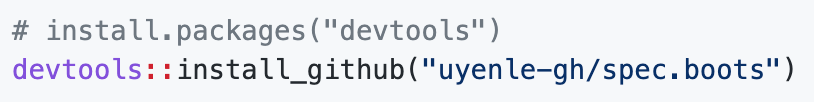 # install.packages("devtools")
devtools::install_github("uyenle-gh/spec.boots")